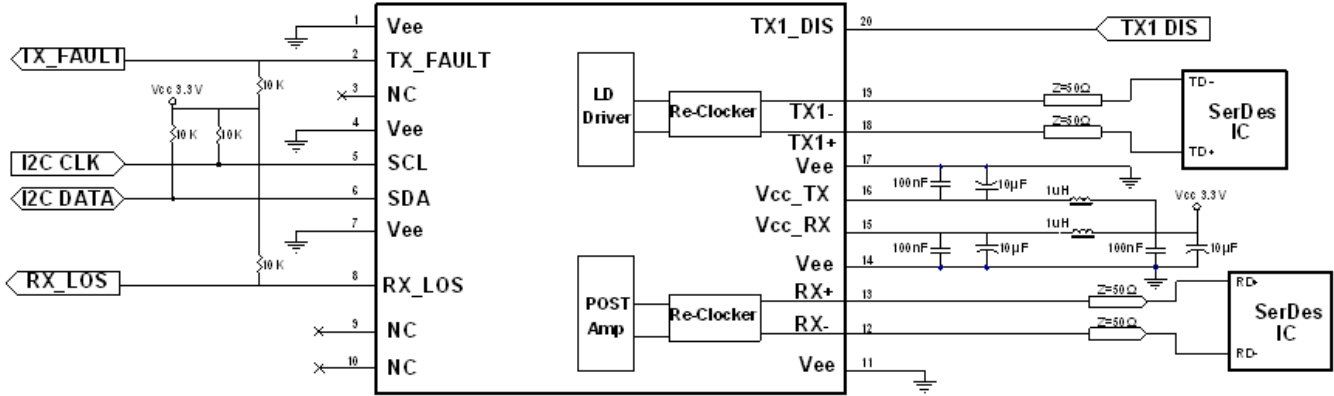 1
Vee
TX1_DIS
20
TX1 DIS
TX_FAULT
2
TX_FAULT
10 K
Vcc 3.3V
3
NC
LD
Driver
Re-Clocker
19
TX1-
Z=50Ω
TD-
SerDes
IC
10 K
10 K
4
Vee
18
TX1+
Z=50Ω
TD+
I2C CLK
5
SCL
Vee
17
100nF
10µF
I2C DATA
6
SDA
Vcc_TX
16
1uH
Vcc 3.3V
7
Vee
Vcc_RX
15
1uH
100nF
10µF
100nF
10µF
10 K
Vee
14
RX_LOS
8
RX_LOS
POST
Amp
Re-Clocker
RX+
13
Z=50Ω
RD+
SerDes
IC
9
NC
RX-
12
Z=50Ω
RD-
10
NC
Vee
11